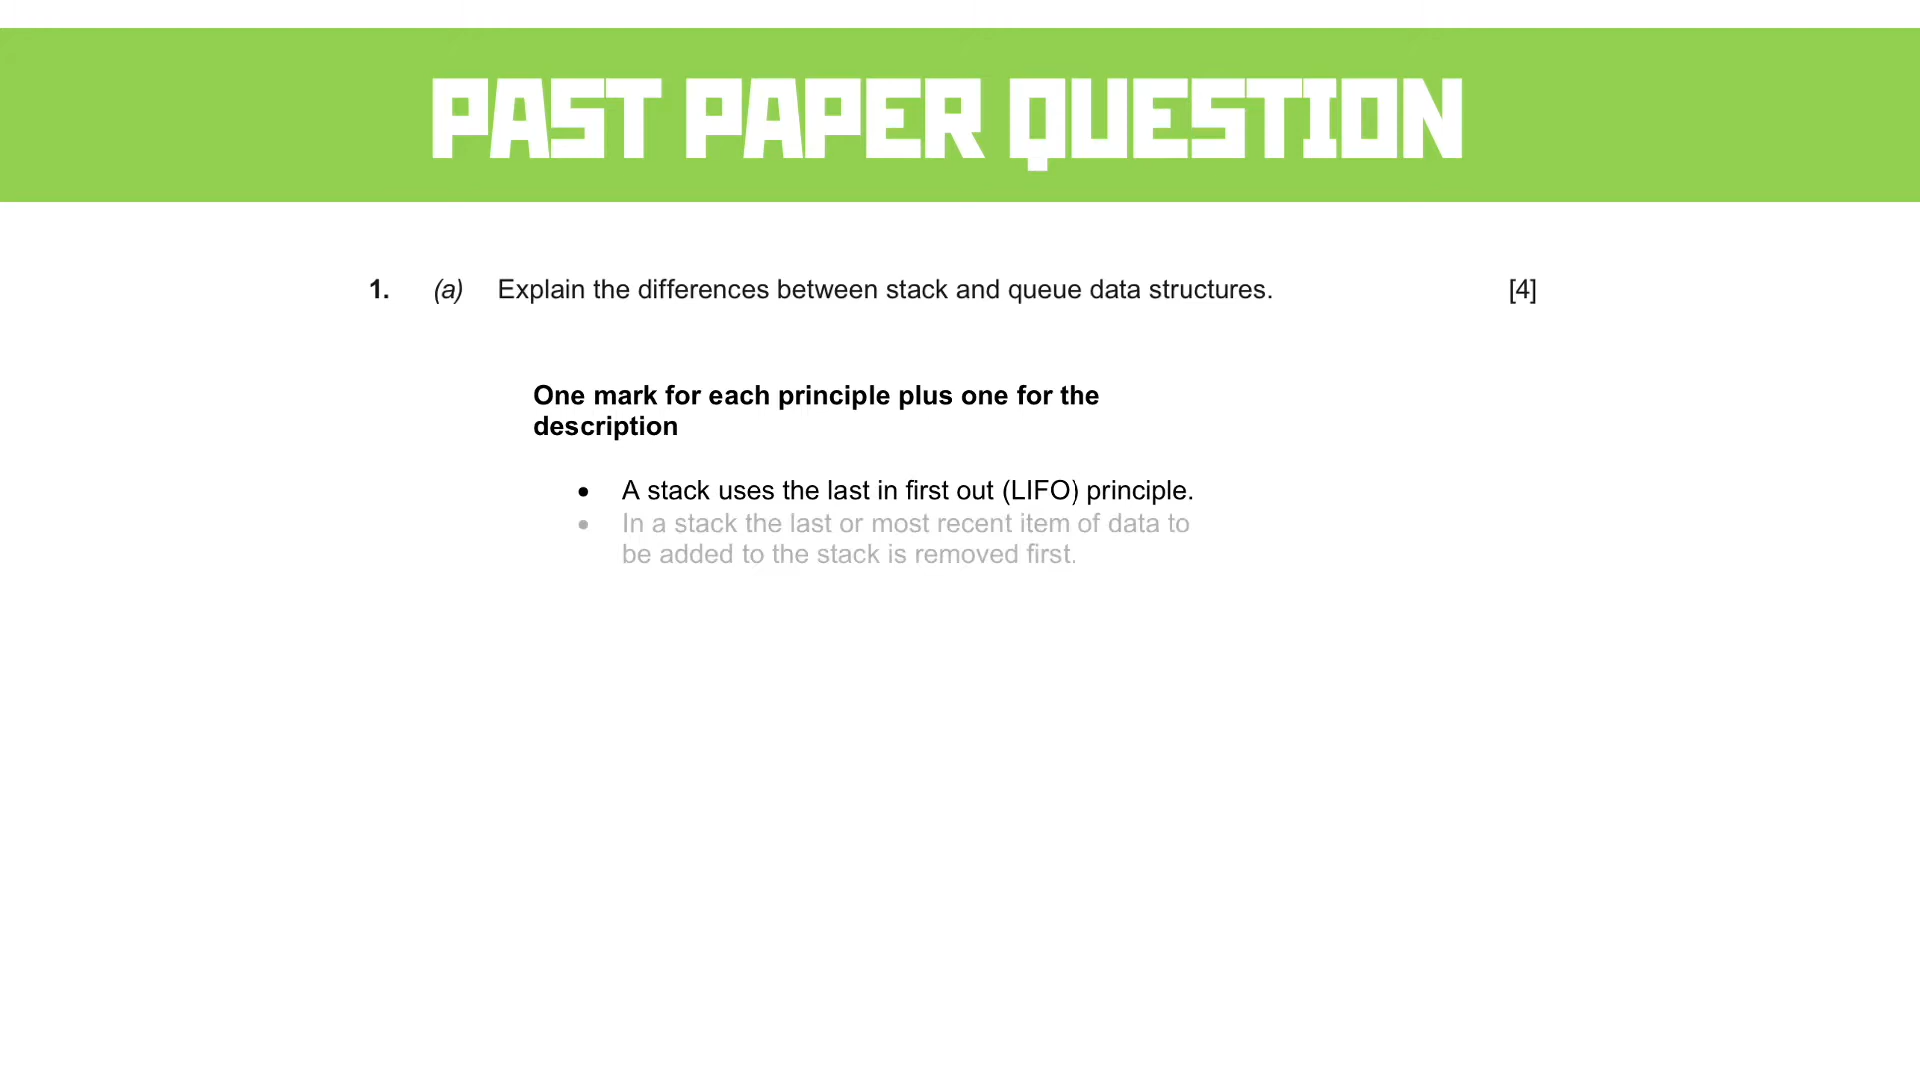 PAST PAPER QUESTION
1. (a) Explain the differences between stack and queue data structures. [4]
One mark for each principle plus one for the
description
• A stack uses the last in first out (LIFO) principle.
• In a stack the last or most recent item of data to
be added to the stack is removed first.